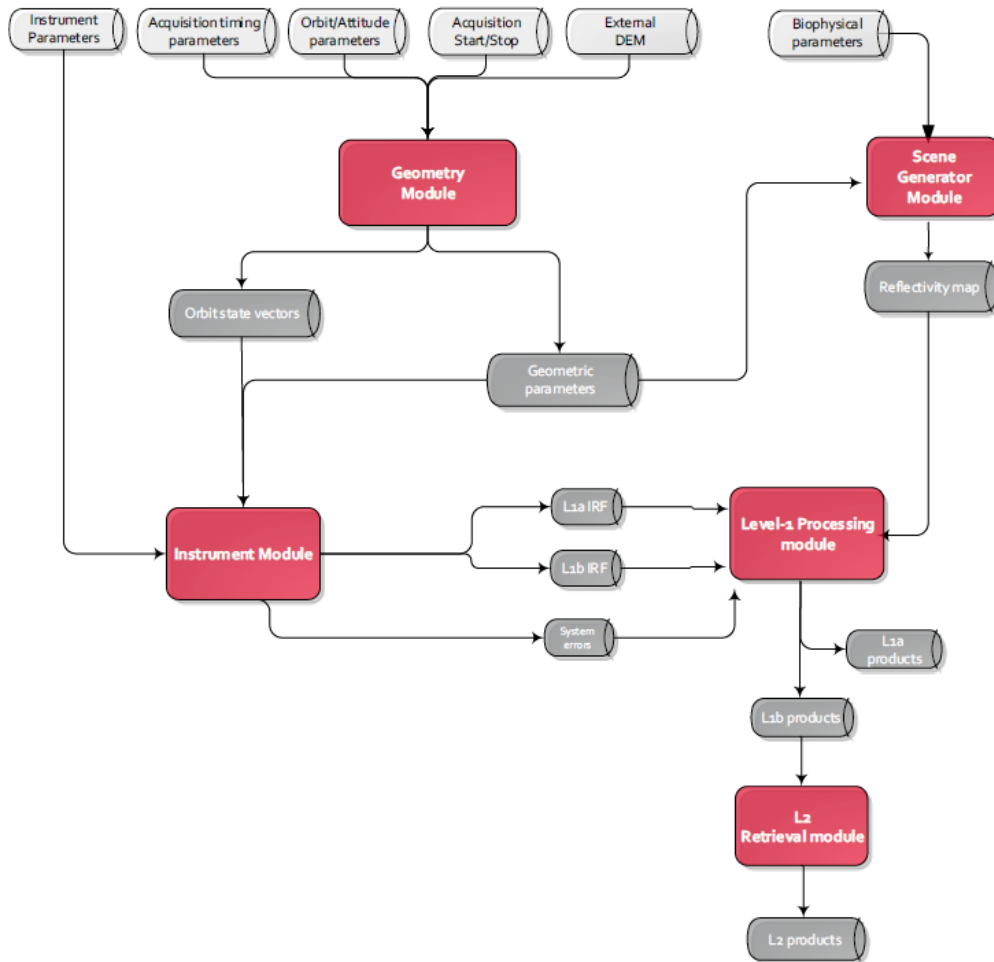 Instrument
Parameters
Acquisition timing
parameters
Orbit/Attitude
parameters
Acquisition
Start/Stop
External
DEM
Biophysical
parameters
Geometry
Module
Scene
Generator
Module
Orbit state vectors
Reflectivity map
Geometric
parameters
L1a IRF
Level-1 Processing
module
Instrument Module
L1b IRF
System
errors
L1a
products
L1b products
L2
Retrieval module
L2 products